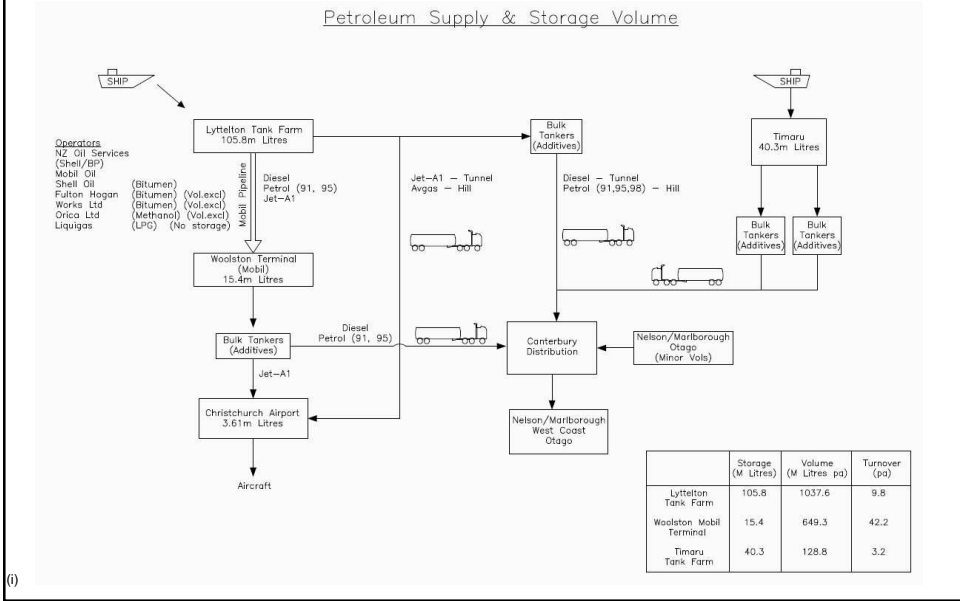 Petroleum Supply & Storage Volume
SHIP
SHIP
Lyttelton Tank Farm
105.8m Litres
Bulk
Tankers
(Additives)
Timaru
40.3m Litres
Operators
NZ Oil Services
(Shell/BP)
Mobil Oil
Shell Oil (Bitumen)
Fulton Hogan (Bitumen) (Vol.excl)
Works Ltd (Bitumen) (Vol.excl)
Orica Ltd (Methanol) (Vol.excl)
Liquigas (LPG) (No storage)
Mobil Pipeline
Diesel
Petrol (91, 95)
Jet-A1
Jet-A1 - Tunnel
Avgas - Hill
Diesel - Tunnel
Petrol (91,95,98) - Hill
Bulk
Tankers
(Additives)
Bulk
Tankers
(Additives)
Woolston Terminal
(Mobil)
15.4m Litres
Diesel
Petrol (91, 95)
Bulk Tankers
(Additives)
Canterbury
Distribution
Nelson/Marlborough
Otago
(Minor Vols)
Jet-A1
Christchurch Airport
3.61m Litres
Nelson/Marlborough
West Coast
Otago
Aircraft
Storage (M Litres) Volume (M Litres pa) Turnover (pa)
Lyttelton Tank Farm 105.8 1037.6 9.8
Woolston Mobil Terminal 15.4 649.3 42.2
Timaru Tank Farm 40.3 128.8 3.2
(i)